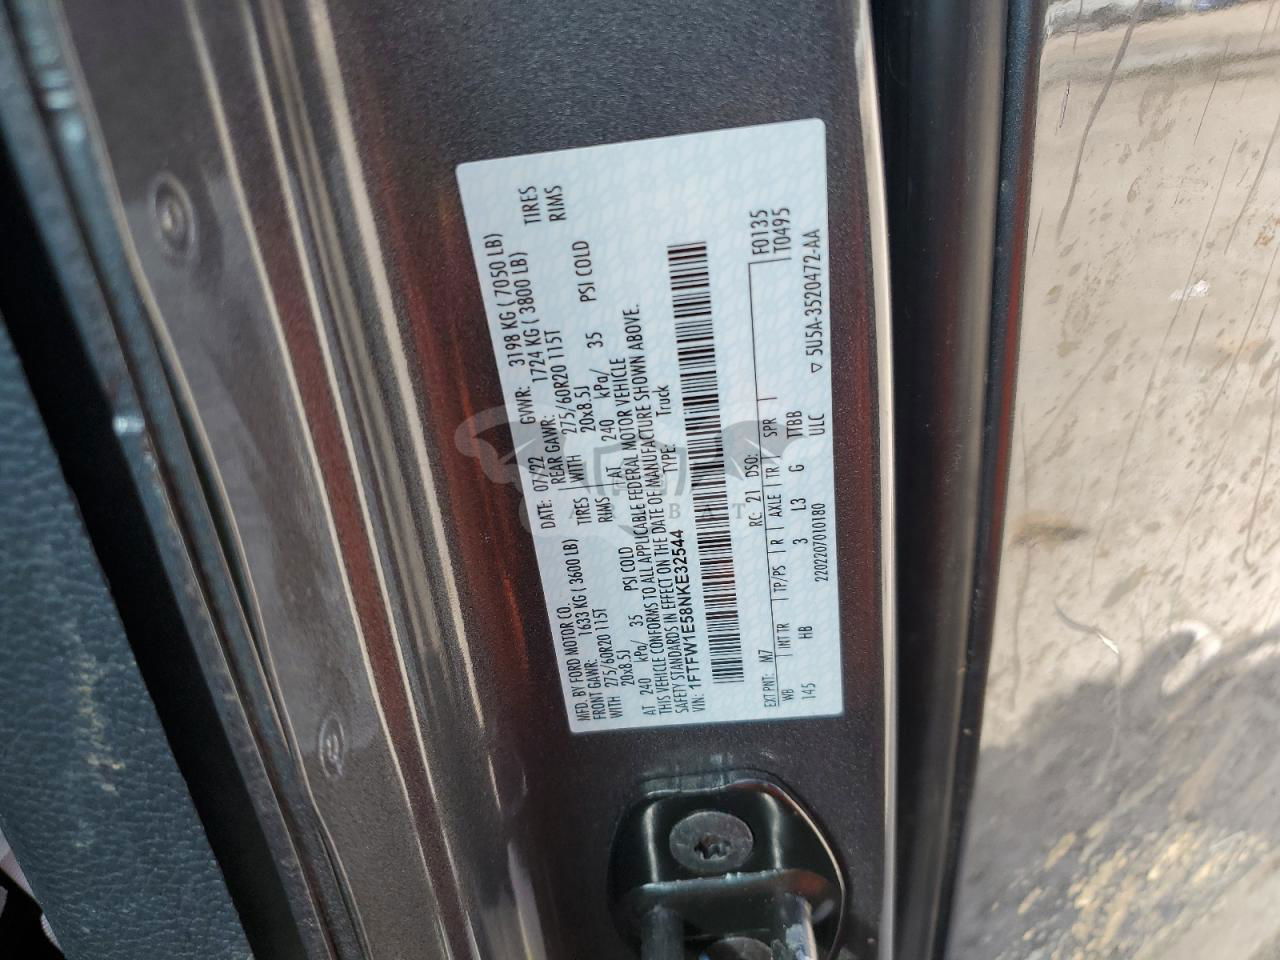 MFD. BY FORD MOTOR CO.
DATE: 07/22 GVWR: 3198 KG ( 7050 LB)
FRONT GAWR: 1633 KG ( 3600 LB) REAR GAWR: 1724 KG ( 3800 LB)
WITH 275/60R20 115T TIRES WITH 275/60R20 115T TIRES
20x8.5J RIMS 20x8.5J RIMS
AT 240 kPa/ 35 PSI COLD AT 240 kPa/ 35 PSI COLD
THIS VEHICLE CONFORMS TO ALL APPLICABLE FEDERAL MOTOR VEHICLE
SAFETY STANDARDS IN EFFECT ON THE DATE OF MANUFACTURE SHOWN ABOVE.
VIN: 1FTFW1E58NKE32544 TYPE: Truck
F0135
EXT PNT: M7 RC: 21 DSO: T0495
WB INT TR TP/PS R AXLE TR SPR
145 HB 3 L3 G TTBB
220220701018O ULC ▽ 5U5A-3520472-AA